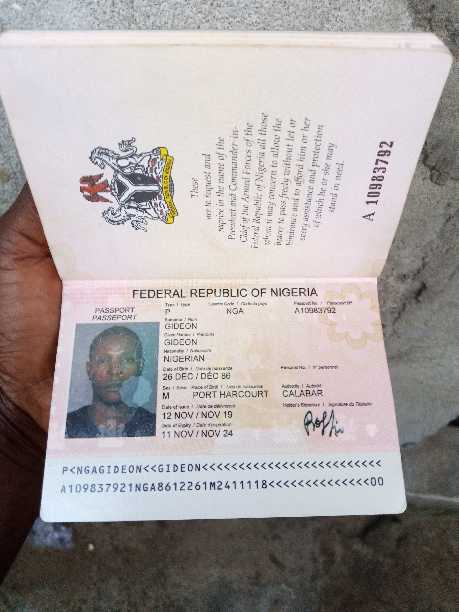 These
are to request and
require in the name of the
President and Commander-in-
Chief of the Armed Forces of the
Federal Republic of Nigeria all those
whom it may concern to allow the
bearer to pass freely without let or
hindrance and to afford him or her
every assistance and protection
of which he or she may
stand in need.
A 10983792
FEDERAL REPUBLIC OF NIGERIA
PASSPORT
PASSEPORT
Type / Type
P
Country Code / Code du pays
NGA
Passport No. / Passeport N°
A10983792
Surname / Nom
GIDEON
Given Names / Prénoms
GIDEON
Nationality / Nationalité
NIGERIAN
Date of Birth / Date de naissance
26 DEC / DÉC 86
Personal No. / N° personnel
Sex / Sexe
M
Place of Birth / Lieu de naissance
PORT HARCOURT
Authority / Autorité
CALABAR
Date of Issue / Date de délivrance
12 NOV / NOV 19
Holder's Signature / Signature du Titulaire
Date of Expiry / Date d'expiration
11 NOV / NOV 24
P<NGAGIDEON<<GIDEON<<<<<<<<<<<<<<<<<<<<<<<<<
A109837921NGA8612261M2411118<<<<<<<<<<<<<<00